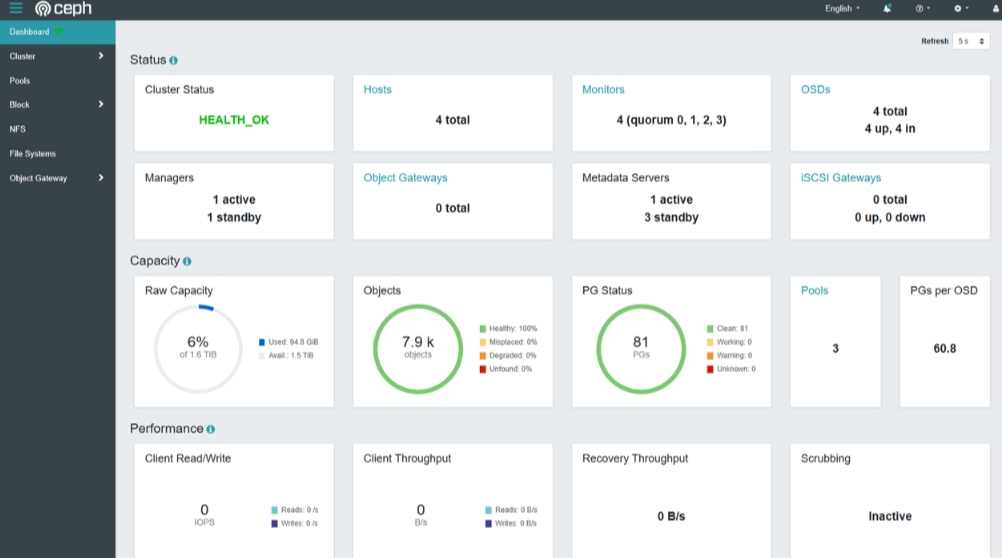 ceph
English
Dashboard
Refresh 5 s
Cluster
Pools
Block
NFS
File Systems
Object Gateway
Status
Cluster Status
HEALTH_OK
Hosts
4 total
Monitors
4 (quorum 0, 1, 2, 3)
OSDs
4 total
4 up, 4 in
Managers
1 active
1 standby
Object Gateways
0 total
Metadata Servers
1 active
3 standby
iSCSI Gateways
0 total
0 up, 0 down
Capacity
Raw Capacity
6%
of 1.6 TiB
Used: 94.8 GiB
Avail.: 1.5 TiB
Objects
7.9 k
objects
Healthy: 100%
Misplaced: 0%
Degraded: 0%
Unfound: 0%
PG Status
81
PGs
Clean: 81
Working: 0
Warning: 0
Unknown: 0
Pools
3
PGs per OSD
60.8
Performance
Client Read/Write
0
IOPS
Reads: 0 /s
Writes: 0 /s
Client Throughput
0
B/s
Reads: 0 B/s
Writes: 0 B/s
Recovery Throughput
0 B/s
Scrubbing
Inactive